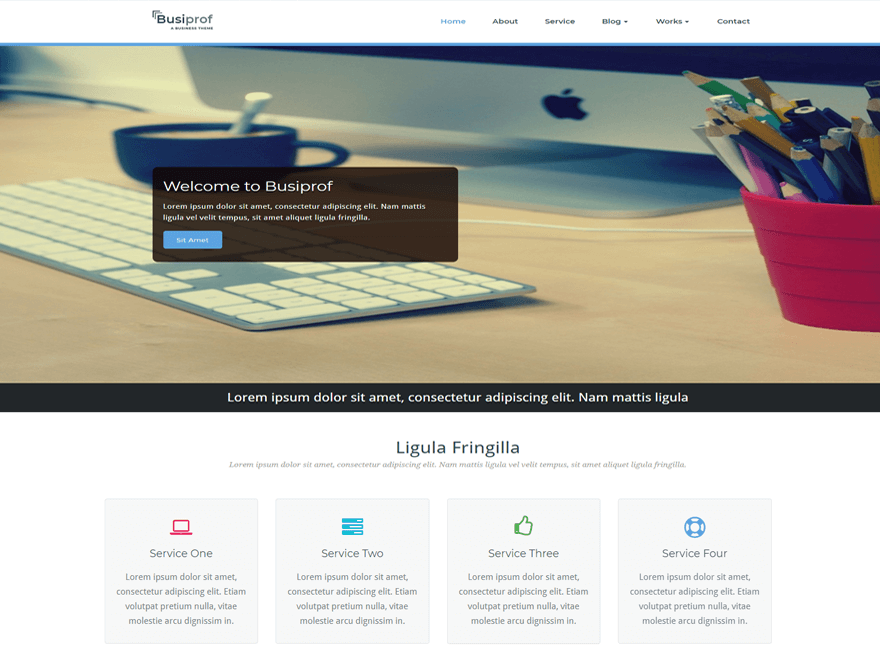 Busiprof
A BUSINESS THEME
Home About Service Blog Works Contact
Welcome to Busiprof
Lorem ipsum dolor sit amet, consectetur adipiscing elit. Nam mattis
ligula vel velit tempus, sit amet aliquet ligula fringilla.
Sit Amet
Lorem ipsum dolor sit amet, consectetur adipiscing elit. Nam mattis ligula
Ligula Fringilla
Lorem ipsum dolor sit amet, consectetur adipiscing elit. Nam mattis ligula vel velit tempus, sit amet aliquet ligula fringilla.
Service One
Lorem ipsum dolor sit amet,
consectetur adipiscing elit. Etiam
volutpat pretium nulla, vitae
molestie arcu dignissim in.
Service Two
Lorem ipsum dolor sit amet,
consectetur adipiscing elit. Etiam
volutpat pretium nulla, vitae
molestie arcu dignissim in.
Service Three
Lorem ipsum dolor sit amet,
consectetur adipiscing elit. Etiam
volutpat pretium nulla, vitae
molestie arcu dignissim in.
Service Four
Lorem ipsum dolor sit amet,
consectetur adipiscing elit. Etiam
volutpat pretium nulla, vitae
molestie arcu dignissim in.